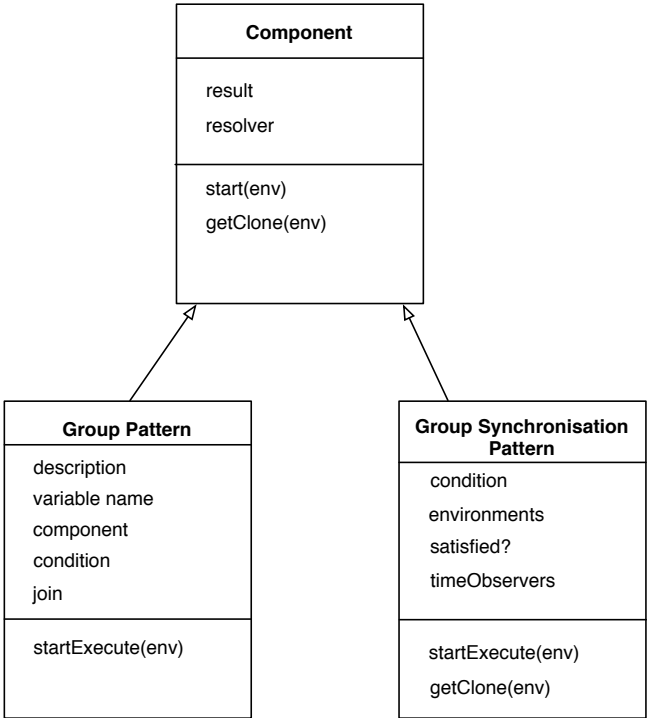 Component
result
resolver
start(env)
getClone(env)
Group Pattern
description
variable name
component
condition
join
startExecute(env)
Group Synchronisation
Pattern
condition
environments
satisfied?
timeObservers
startExecute(env)
getClone(env)